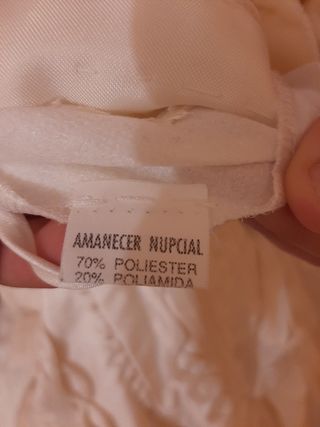 AMANECER NUPCIAL
70% POLIESTER
20% POLIAMIDA